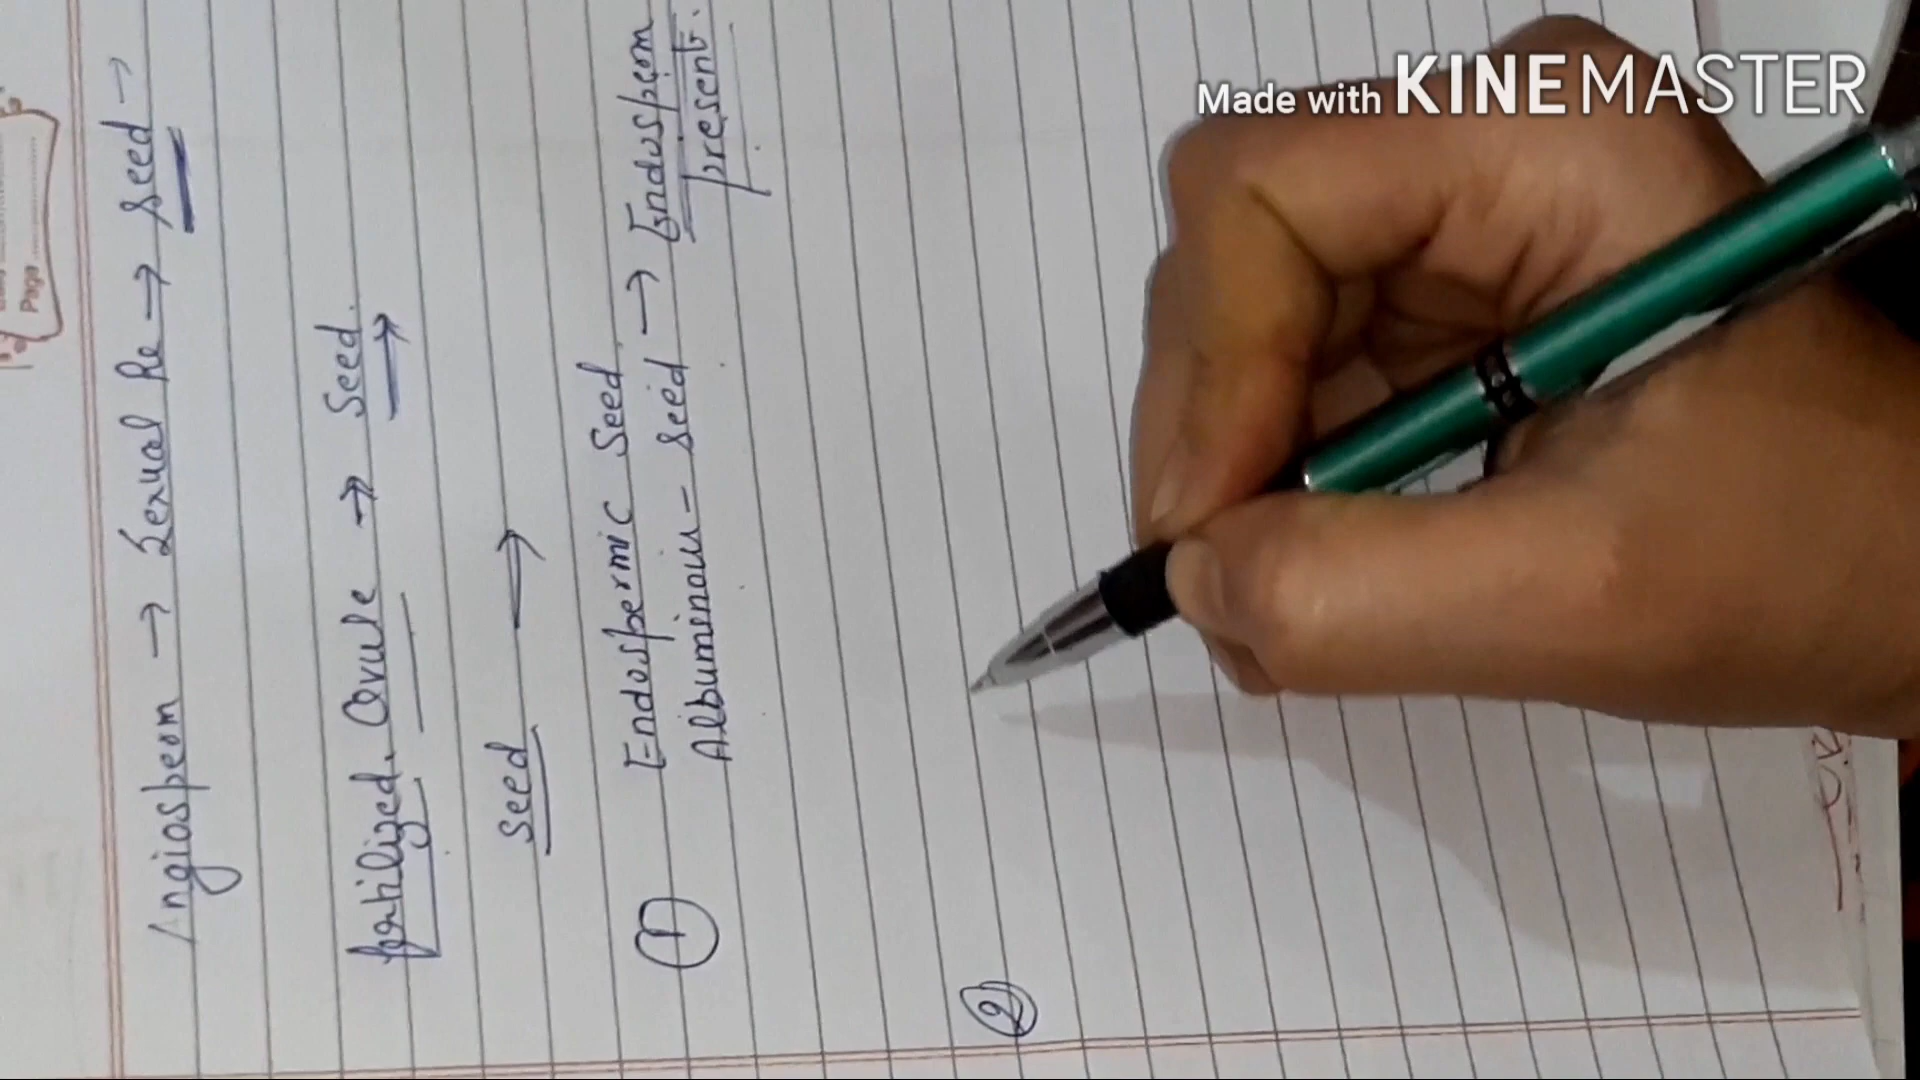 Made with KINEMASTER
Page
Angiosperm → Sexual Re → Seed →
fertilized Ovule → Seed.
Seed →
① Endospermic Seed
Albuminous - Seed → Endosperm
present.
②